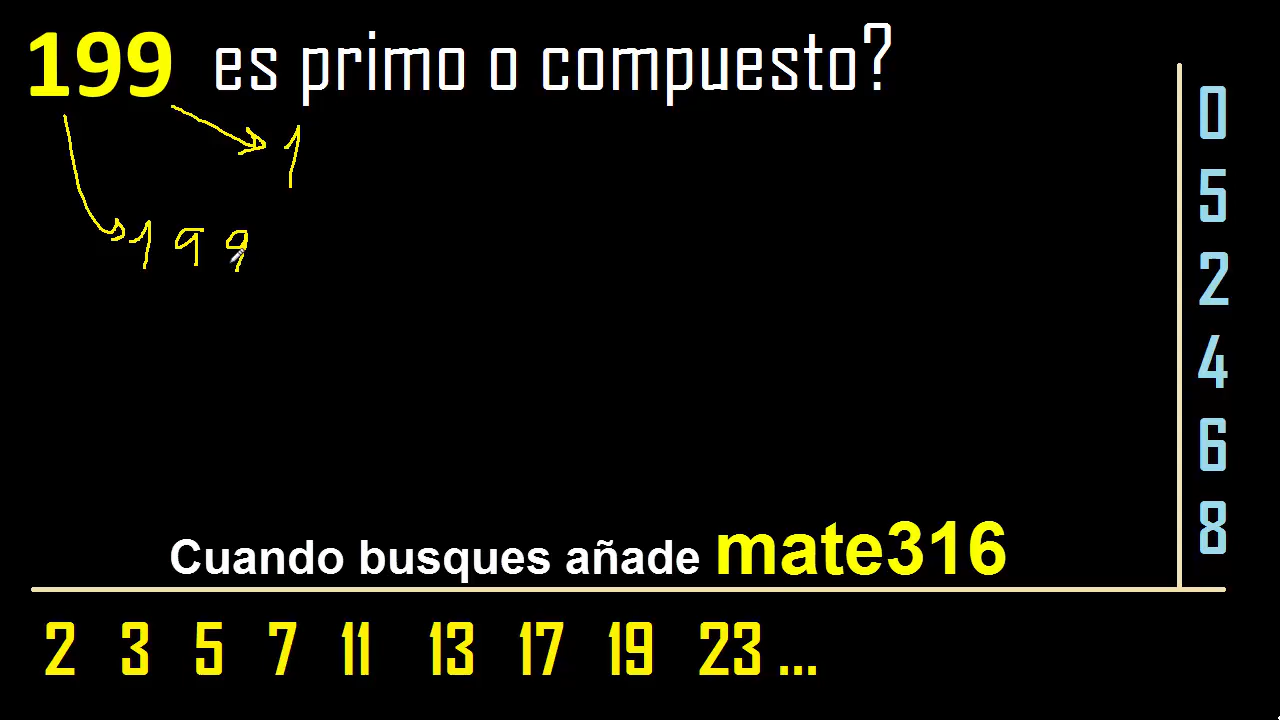 199 es primo o compuesto?
1
199
0
5
2
4
6
8
Cuando busques añade mate316
2 3 5 7 11 13 17 19 23 ...